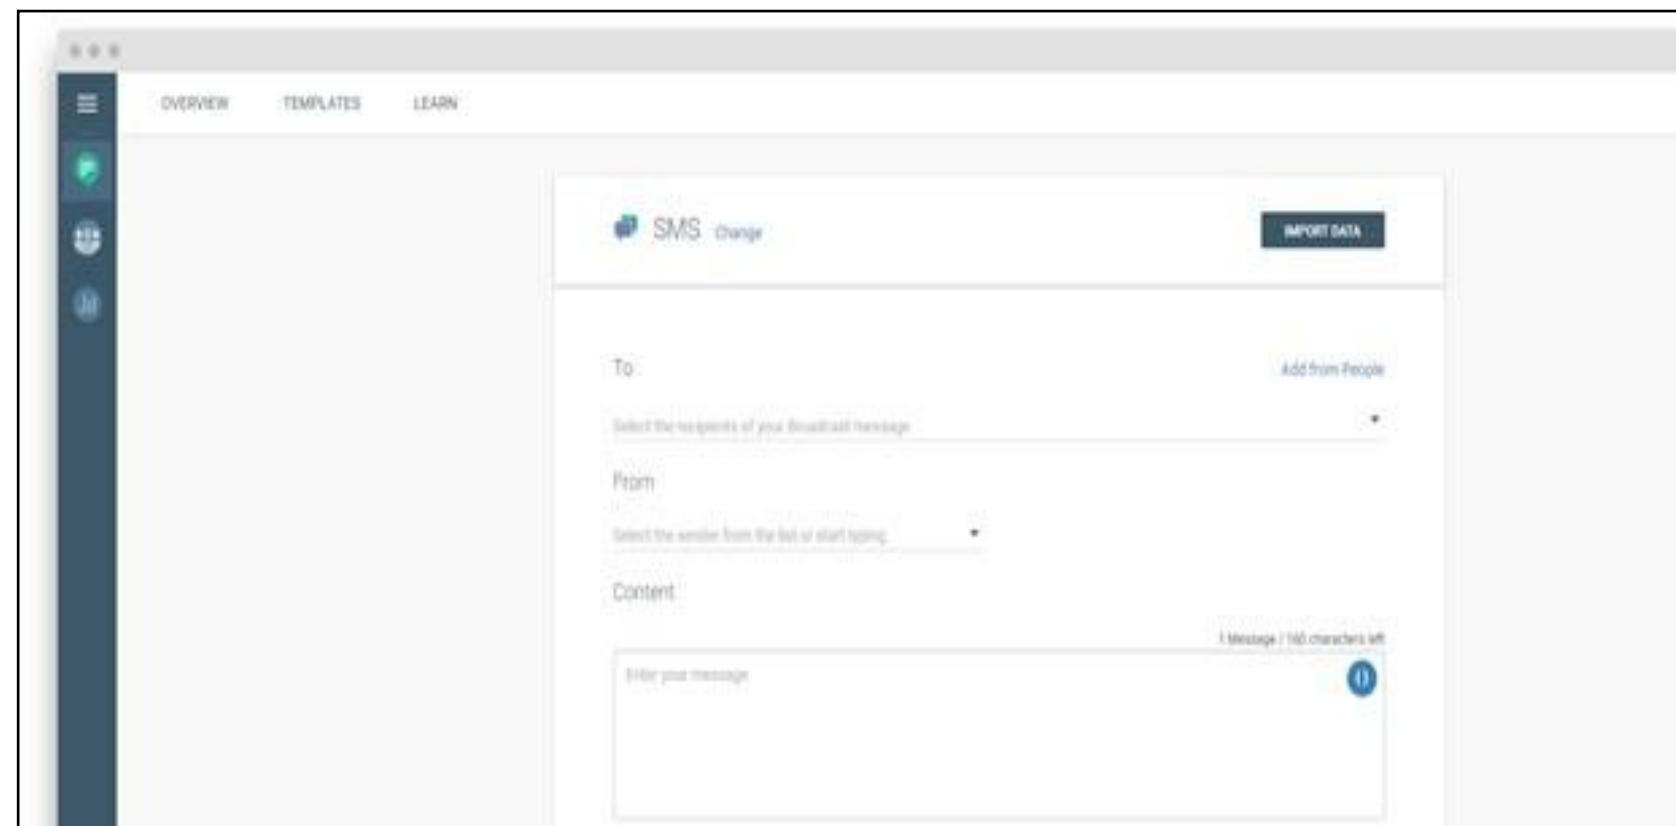 OVERVIEW TEMPLATES LEARN
SMS Change
IMPORT DATA
To
Add from People
Select the recipients of your Broadcast message
From
Select the sender from the list or start typing
Content
1 Message / 160 characters left
Enter your message